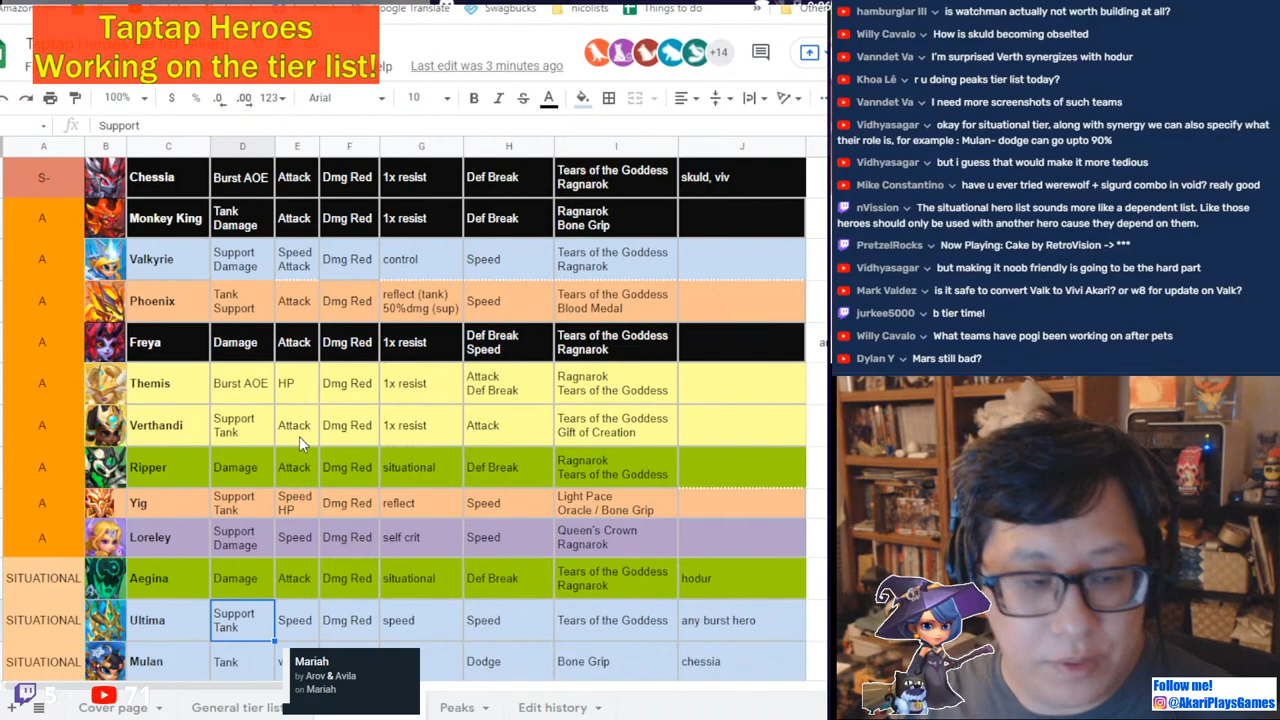 Amazon
Google Translate
Swagbucks
nicolists
Things to do
Taptap Heroes
Working on the tier list!
Last edit was 3 minutes ago
+14
100%
$
%
.0
.00
123
Arial
10
B
I
S
A
fx
Support
A
B
C
D
E
F
G
H
I
J
S-
Chessia
Burst AOE
Attack
Dmg Red
1x resist
Def Break
Tears of the Goddess
Ragnarok
skuld, viv
A
Monkey King
Tank
Damage
Attack
Dmg Red
1x resist
Def Break
Ragnarok
Bone Grip
A
Valkyrie
Support
Damage
Speed
Attack
Dmg Red
control
Speed
Tears of the Goddess
Ragnarok
A
Phoenix
Tank
Support
Attack
Dmg Red
reflect (tank)
50%dmg (sup)
Speed
Tears of the Goddess
Blood Medal
A
Freya
Damage
Attack
Dmg Red
1x resist
Def Break
Speed
Tears of the Goddess
Ragnarok
A
Themis
Burst AOE
HP
Dmg Red
1x resist
Attack
Def Break
Ragnarok
Tears of the Goddess
A
Verthandi
Support
Tank
Attack
Dmg Red
1x resist
Attack
Tears of the Goddess
Gift of Creation
A
Ripper
Damage
Attack
Dmg Red
situational
Def Break
Ragnarok
Tears of the Goddess
A
Yig
Support
Tank
Speed
HP
Dmg Red
reflect
Speed
Light Pace
Oracle / Bone Grip
A
Loreley
Support
Damage
Speed
Dmg Red
self crit
Speed
Queen's Crown
Ragnarok
SITUATIONAL
Aegina
Damage
Attack
Dmg Red
situational
Def Break
Tears of the Goddess
Ragnarok
hodur
SITUATIONAL
Ultima
Support
Tank
Speed
Dmg Red
speed
Speed
Tears of the Goddess
any burst hero
SITUATIONAL
Mulan
Tank
Dodge
Bone Grip
chessia
Mariah
by Arov & Avila
on Mariah
5
71
Cover page
General tier list
Peaks
Edit history
hamburglar III is watchman actually not worth building at all?
Willy Cavalo How is skuld becoming obselted
Vanndet Va I'm surprised Verth synergizes with hodur
Khoa Lê r u doing peaks tier list today?
Vanndet Va I need more screenshots of such teams
Vidhyasagar okay for situational tier, along with synergy we can also specify what
their role is, for example : Mulan- dodge can go upto 90%
Vidhyasagar but i guess that would make it more tedious
Mike Constantino have u ever tried werewolf + sigurd combo in void? realy good
nVission The situational hero list sounds more like a dependent list. Like those
heroes should only be used with another hero cause they depend on them.
PretzelRocks Now Playing: Cake by RetroVision -> ***
Vidhyasagar but making it noob friendly is going to be the hard part
Mark Valdez is it safe to convert Valk to Vivi Akari? or w8 for update on Valk?
jurkee5000 b tier time!
Willy Cavalo What teams have pogi been working on after pets
Dylan Y Mars still bad?
Follow me!
@AkariPlaysGames